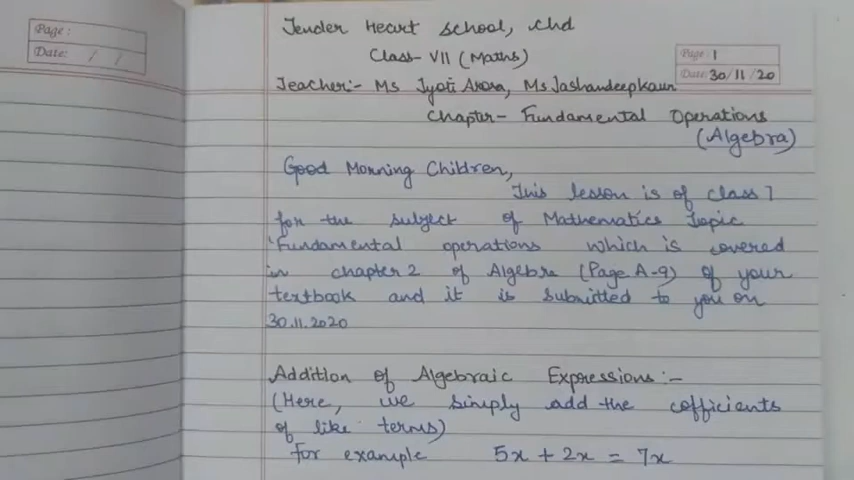 Page:
Date: / /
Tender Heart school, chd
Class- VII (Maths)
Page: 1
Date: 30/11/20
Teacher:- Ms Jyoti Arora, Ms Jashandeep kaur
Chapter- Fundamental Operations
(Algebra)
Good Morning Children,
This lesson is of class 7
for the subject of Mathematics Topic
'Fundamental operations which is covered
in chapter 2 of Algebra (Page A-9) of your
textbook and it is submitted to you on
30.11.2020
Addition of Algebraic Expressions:-
(Here, we simply add the cofficients
of like terms)
for example 5x + 2x = 7x